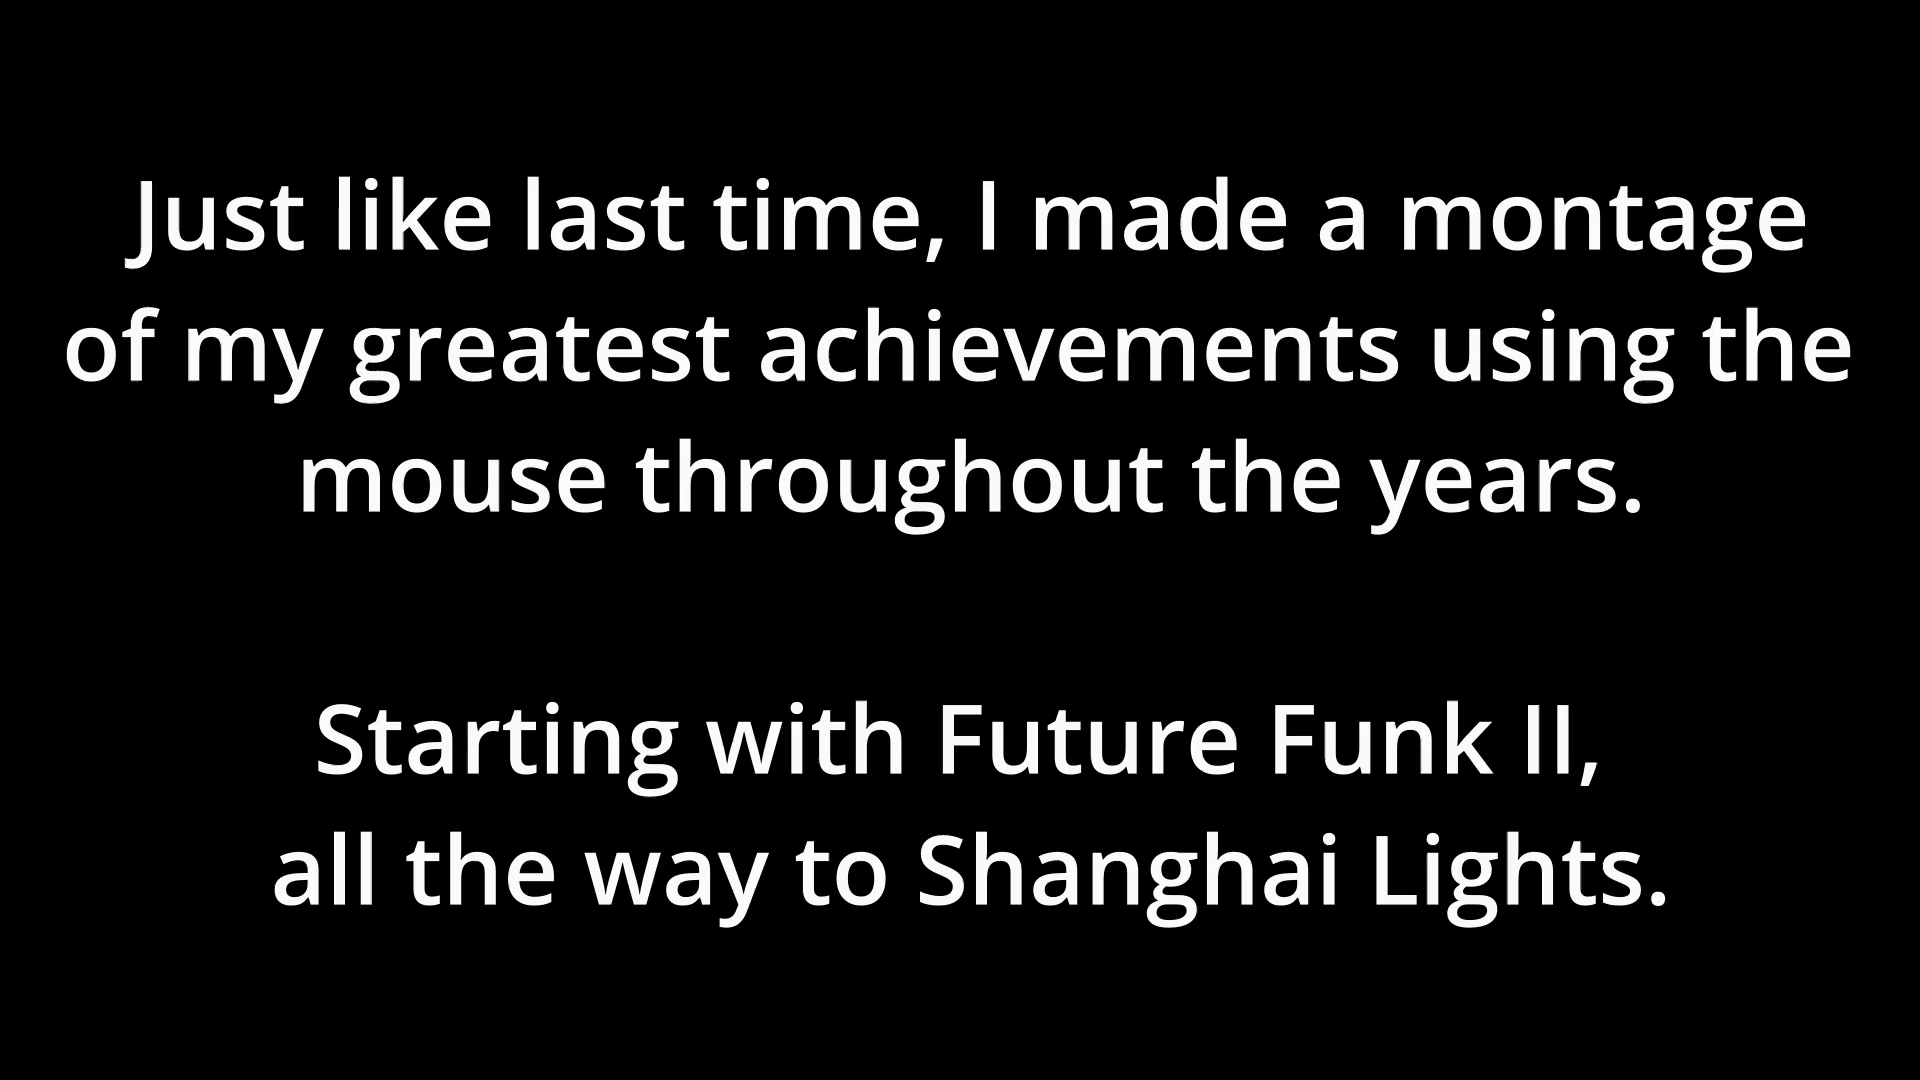 Just like last time, I made a montage
of my greatest achievements using the
mouse throughout the years.
Starting with Future Funk II,
all the way to Shanghai Lights.